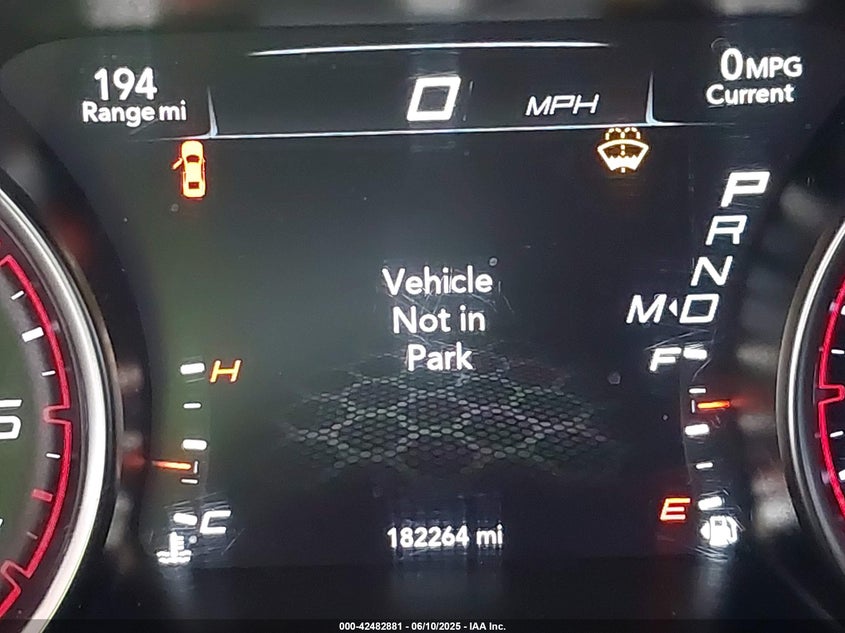 194
Range mi
0 MPH
0 MPG
Current
P
R
N
M D
Vehicle
Not in
Park
H
F
C
E
182264 mi
000-42482881 - 06/10/2025 - IAA Inc.